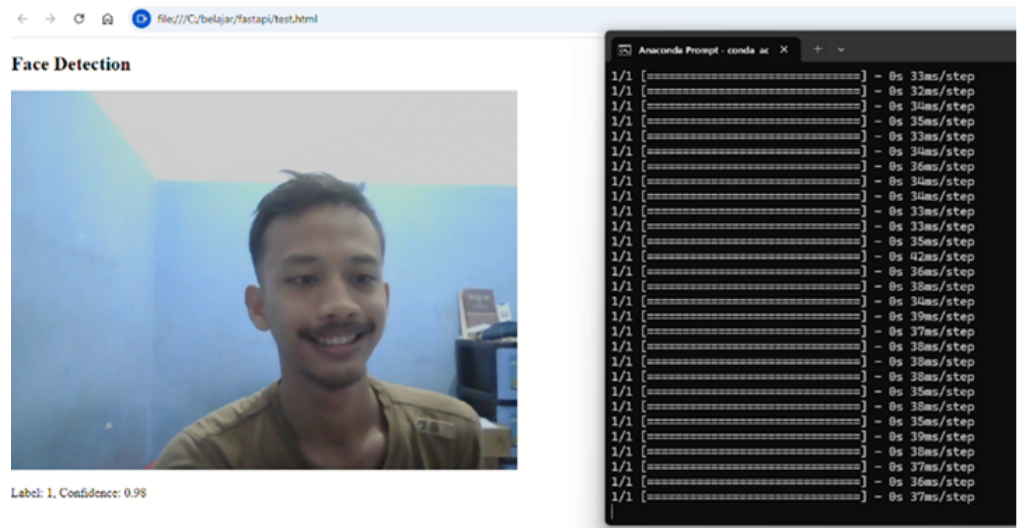 file:///C:/belajar/fastapi/test.html
Face Detection
Label: 1, Confidence: 0.98
Anaconda Prompt - conda ac
1/1 [==============================] - 0s 33ms/step
1/1 [==============================] - 0s 32ms/step
1/1 [==============================] - 0s 34ms/step
1/1 [==============================] - 0s 35ms/step
1/1 [==============================] - 0s 33ms/step
1/1 [==============================] - 0s 34ms/step
1/1 [==============================] - 0s 36ms/step
1/1 [==============================] - 0s 34ms/step
1/1 [==============================] - 0s 34ms/step
1/1 [==============================] - 0s 33ms/step
1/1 [==============================] - 0s 33ms/step
1/1 [==============================] - 0s 35ms/step
1/1 [==============================] - 0s 42ms/step
1/1 [==============================] - 0s 36ms/step
1/1 [==============================] - 0s 38ms/step
1/1 [==============================] - 0s 34ms/step
1/1 [==============================] - 0s 39ms/step
1/1 [==============================] - 0s 37ms/step
1/1 [==============================] - 0s 38ms/step
1/1 [==============================] - 0s 38ms/step
1/1 [==============================] - 0s 38ms/step
1/1 [==============================] - 0s 35ms/step
1/1 [==============================] - 0s 38ms/step
1/1 [==============================] - 0s 35ms/step
1/1 [==============================] - 0s 39ms/step
1/1 [==============================] - 0s 38ms/step
1/1 [==============================] - 0s 37ms/step
1/1 [==============================] - 0s 36ms/step
1/1 [==============================] - 0s 37ms/step